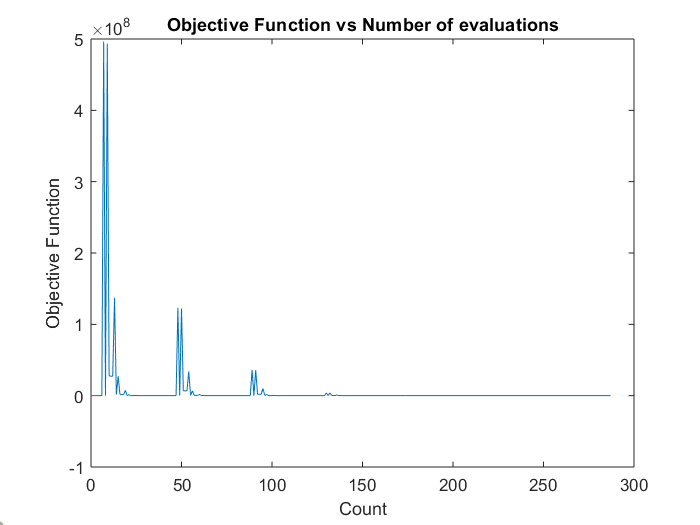 Objective Function vs Number of evaluations
×10^8
5
4
3
2
1
0
-1
Objective Function
0 50 100 150 200 250 300
Count